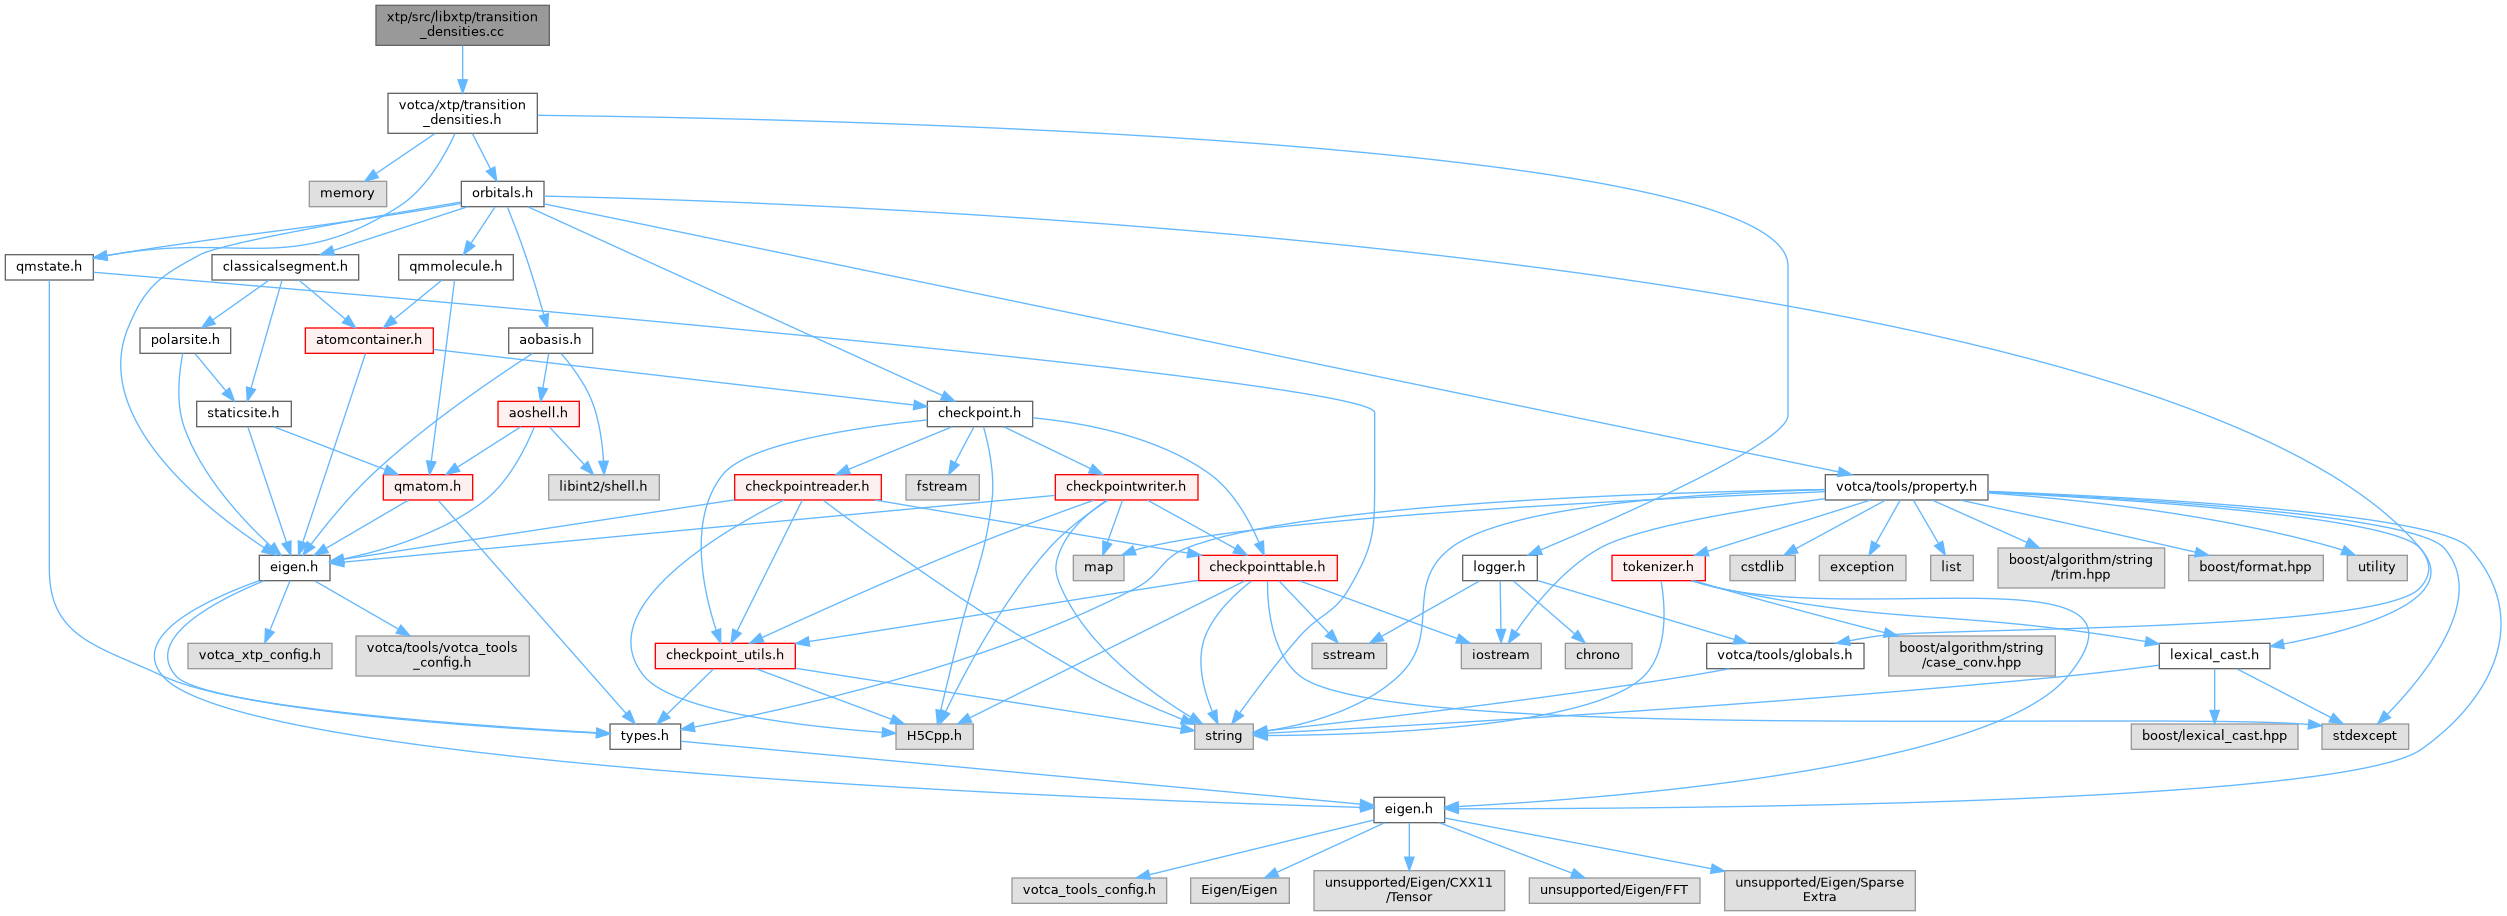 xtp/src/libxtp/transition
_densities.cc
votca/xtp/transition
_densities.h
memory
orbitals.h
qmstate.h
classicalsegment.h
qmmolecule.h
polarsite.h
atomcontainer.h
aobasis.h
staticsite.h
aoshell.h
checkpoint.h
qmatom.h
libint2/shell.h
checkpointreader.h
fstream
checkpointwriter.h
votca/tools/property.h
eigen.h
map
checkpointtable.h
logger.h
tokenizer.h
cstdlib
exception
list
boost/algorithm/string
/trim.hpp
boost/format.hpp
utility
votca_xtp_config.h
votca/tools/votca_tools
_config.h
checkpoint_utils.h
sstream
iostream
chrono
votca/tools/globals.h
boost/algorithm/string
/case_conv.hpp
lexical_cast.h
types.h
H5Cpp.h
string
boost/lexical_cast.hpp
stdexcept
eigen.h
votca_tools_config.h
Eigen/Eigen
unsupported/Eigen/CXX11
/Tensor
unsupported/Eigen/FFT
unsupported/Eigen/Sparse
Extra